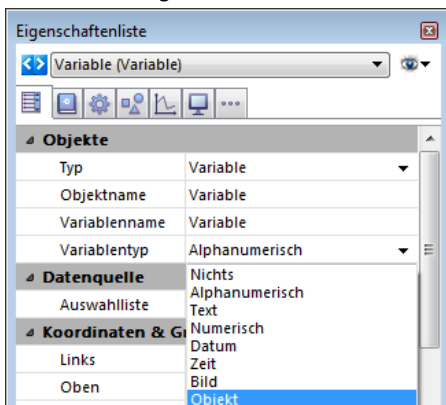 Eigenschaftenliste
Variable (Variable)
Objekte
Typ Variable
Objektname Variable
Variablenname Variable
Variablentyp Alphanumerisch
Datenquelle
Nichts
Alphanumerisch
Auswahlliste
Text
Numerisch
Koordinaten & G
Datum
Links
Zeit
Bild
Oben
Objekt